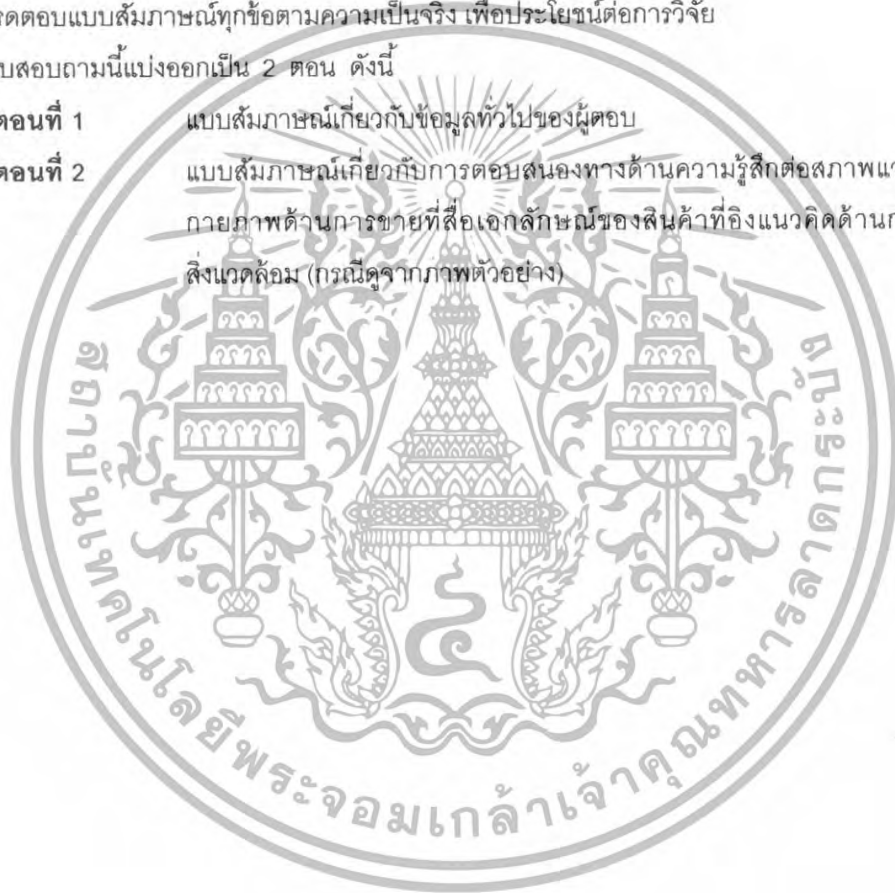 รดตอบแบบสัมภาษณ์ทุกข้อตามความเป็นจริง เพื่อประโยชน์ต่อการวิจัย
บสอบถามนี้แบ่งออกเป็น 2 ตอน ดังนี้
ตอนที่ 1 แบบสัมภาษณ์เกี่ยวกับข้อมูลทั่วไปของผู้ตอบ
ตอนที่ 2 แบบสัมภาษณ์เกี่ยวกับการตอบสนองทางด้านความรู้สึกต่อสภาพแว
กายภาพด้านการขายที่สื่อเอกลักษณ์ของสินค้าที่อิงแนวคิดด้านก
สิ่งแวดล้อม (กรณีดูจากภาพตัวอย่าง)
๔
สถาบันเทคโนโลยีพระจอมเกล้าเจ้าคุณทหารลาดกระบัง